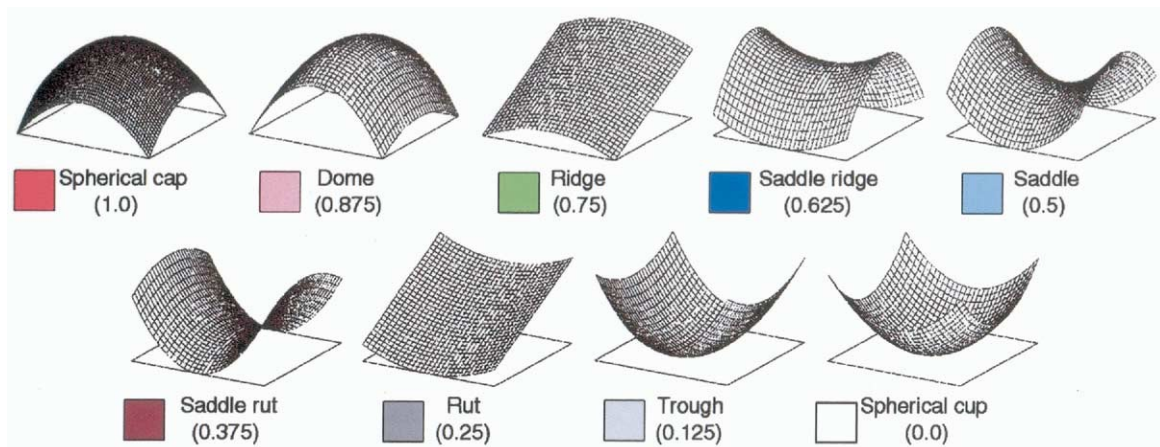 Spherical cap
(1.0)
Dome
(0.875)
Ridge
(0.75)
Saddle ridge
(0.625)
Saddle
(0.5)
Saddle rut
(0.375)
Rut
(0.25)
Trough
(0.125)
Spherical cup
(0.0)